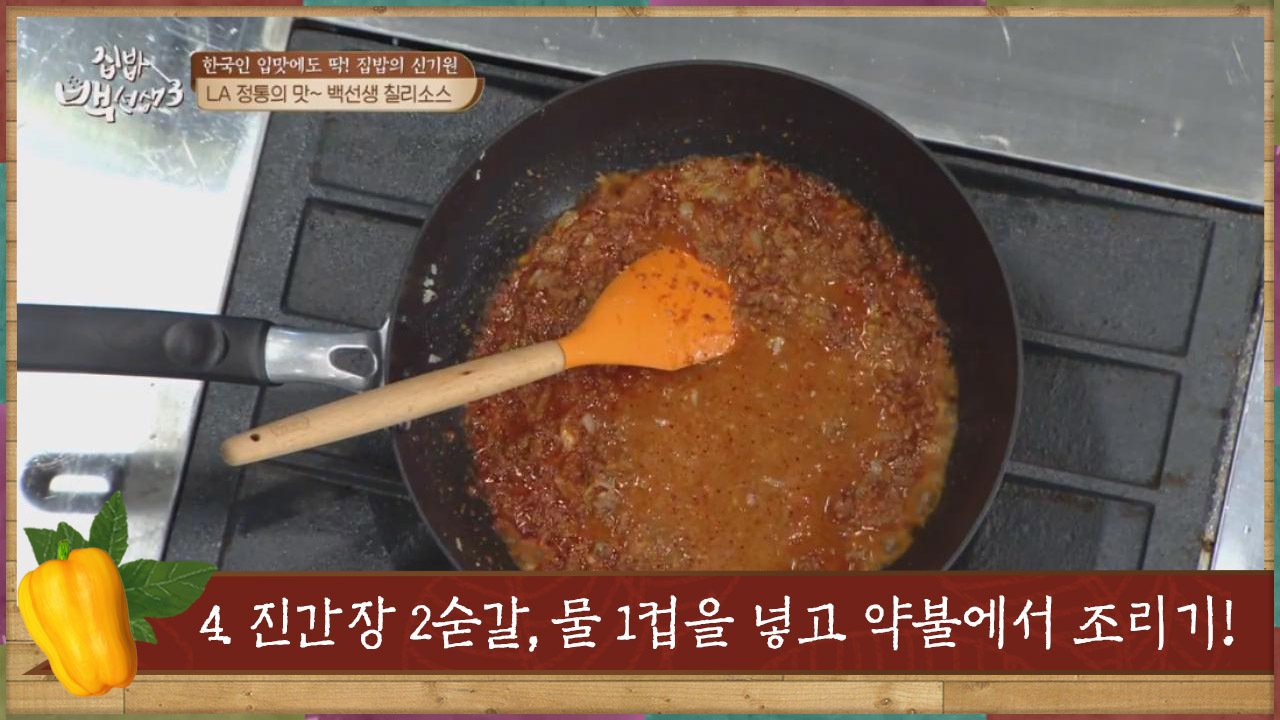 집밥
백선생3
한국인 입맛에도 딱! 집밥의 신기원
LA 정통의 맛~ 백선생 칠리소스
4. 진간장 2숟갈, 물 1컵을 넣고 약불에서 조리기!